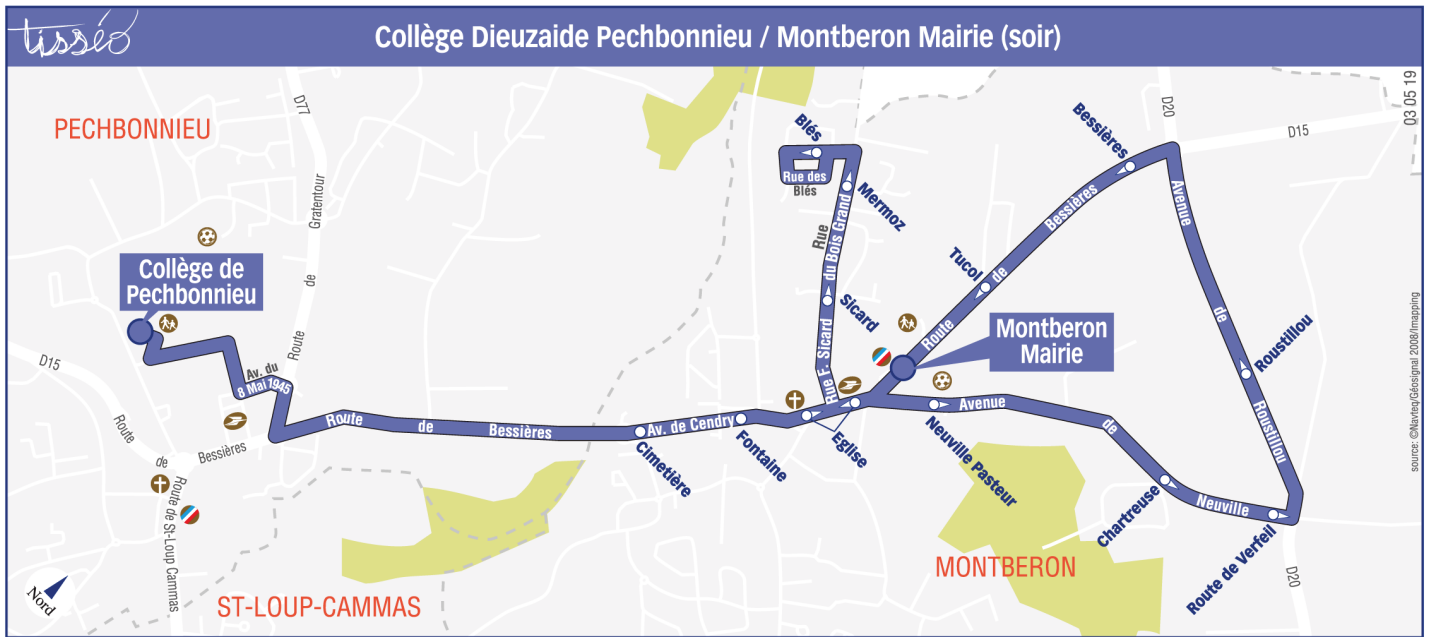 tisséo
Collège Dieuzaide Pechbonnieu / Montberon Mairie (soir)
03 05 19
PECHBONNIEU
D77
Gratentour
de
Route
Collège de
Pechbonnieu
D15
Av. du
8 Mai 1945
Route
de
Bessières
Route de St-Loup Cammas
Nord
ST-LOUP-CAMMAS
Route
de
Bessières
Cimetière
Av. de Cendry
Fontaine
Eglise
Rue F. Sicard
Sicard
Rue
du Bois Grand
Mermoz
Blés
Rue des
Blés
Bessières
D20
D15
Route
de
Bessières
Tucol
Montberon
Mairie
Avenue
de
Roustillou
Roustillou
Avenue
de
Neuville
Neuville Pasteur
Chartreuse
Route de Verfeil
D20
MONTBERON
source: ©Navteq/Géosignal 2008/Imapping